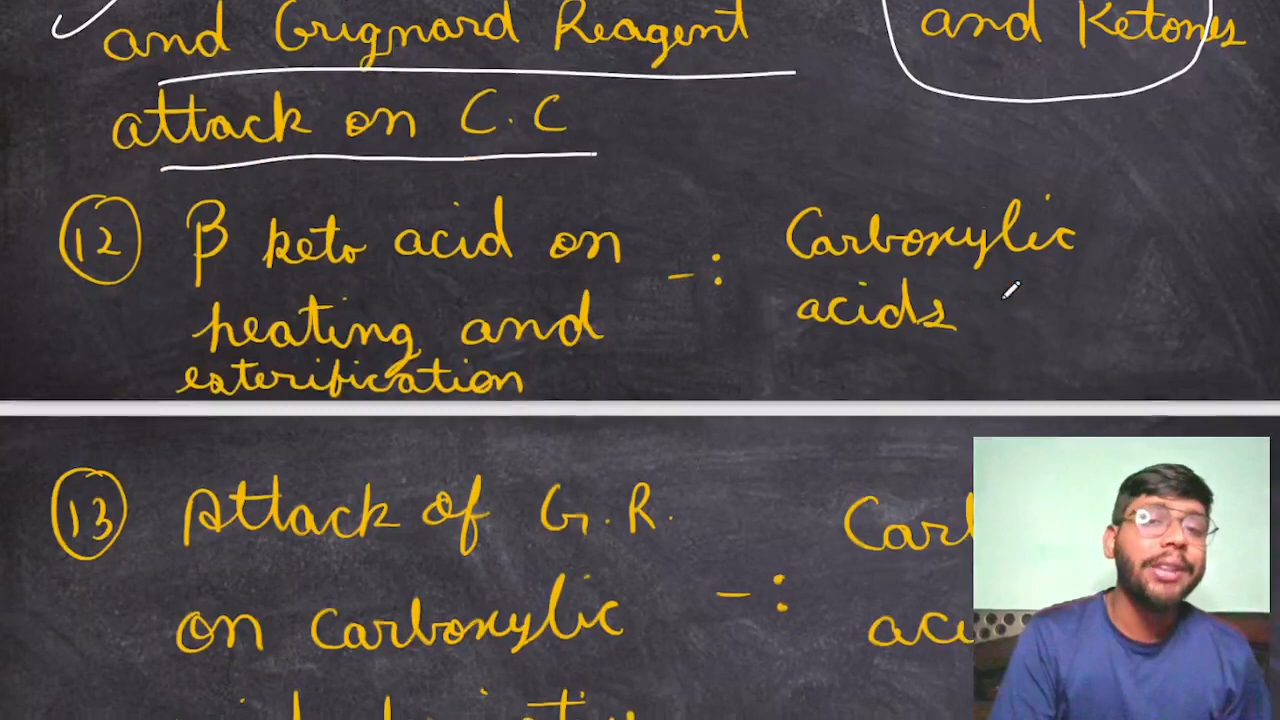 and Grignard Reagent
attack on C.C
and Ketones
12 β keto acid on
heating and
esterification
-:
Carboxylic
acids
13 Attack of G.R.
on carboxylic
-: